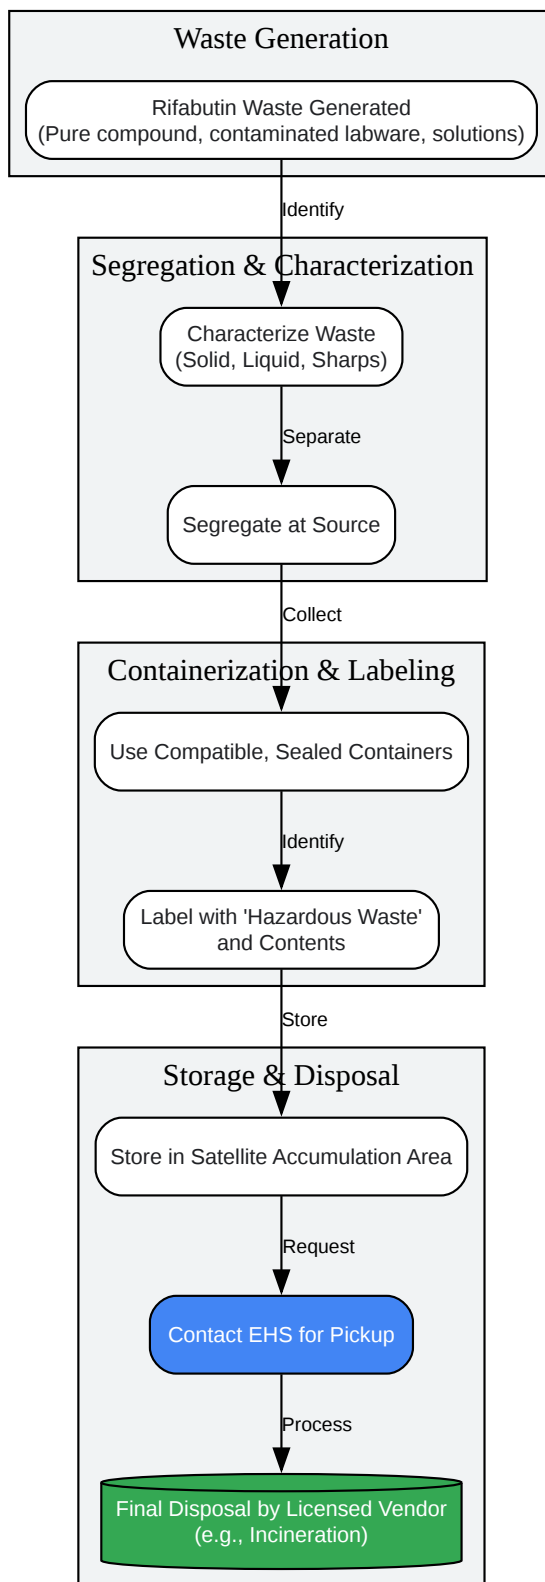 Waste Generation
Rifabutin Waste Generated
(Pure compound, contaminated labware, solutions)
Identify
Segregation & Characterization
Characterize Waste
(Solid, Liquid, Sharps)
Separate
Segregate at Source
Collect
Containerization & Labeling
Use Compatible, Sealed Containers
Identify
Label with 'Hazardous Waste'
and Contents
Store
Storage & Disposal
Store in Satellite Accumulation Area
Request
Contact EHS for Pickup
Process
Final Disposal by Licensed Vendor
(e.g., Incineration)